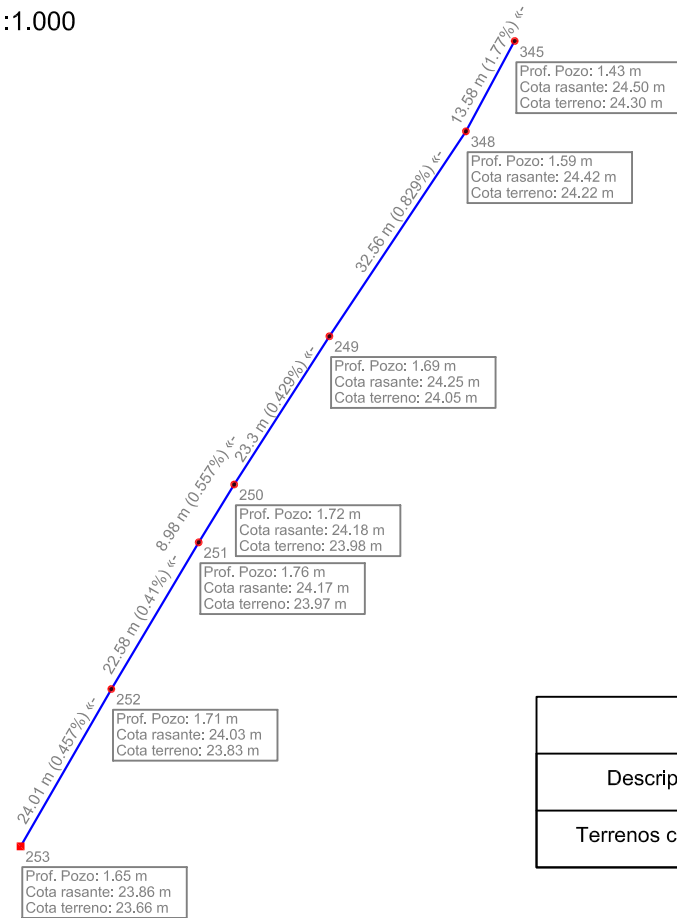 :1.000
345
Prof. Pozo: 1.43 m
Cota rasante: 24.50 m
Cota terreno: 24.30 m
13.58 m (1.77%) «-
348
Prof. Pozo: 1.59 m
Cota rasante: 24.42 m
Cota terreno: 24.22 m
32.56 m (0.829%) «-
249
Prof. Pozo: 1.69 m
Cota rasante: 24.25 m
Cota terreno: 24.05 m
23.3 m (0.429%) «-
250
Prof. Pozo: 1.72 m
Cota rasante: 24.18 m
Cota terreno: 23.98 m
8.98 m (0.557%) «-
251
Prof. Pozo: 1.76 m
Cota rasante: 24.17 m
Cota terreno: 23.97 m
22.58 m (0.41%) «-
252
Prof. Pozo: 1.71 m
Cota rasante: 24.03 m
Cota terreno: 23.83 m
24.01 m (0.457%) «-
253
Prof. Pozo: 1.65 m
Cota rasante: 23.86 m
Cota terreno: 23.66 m
Descrip
Terrenos c